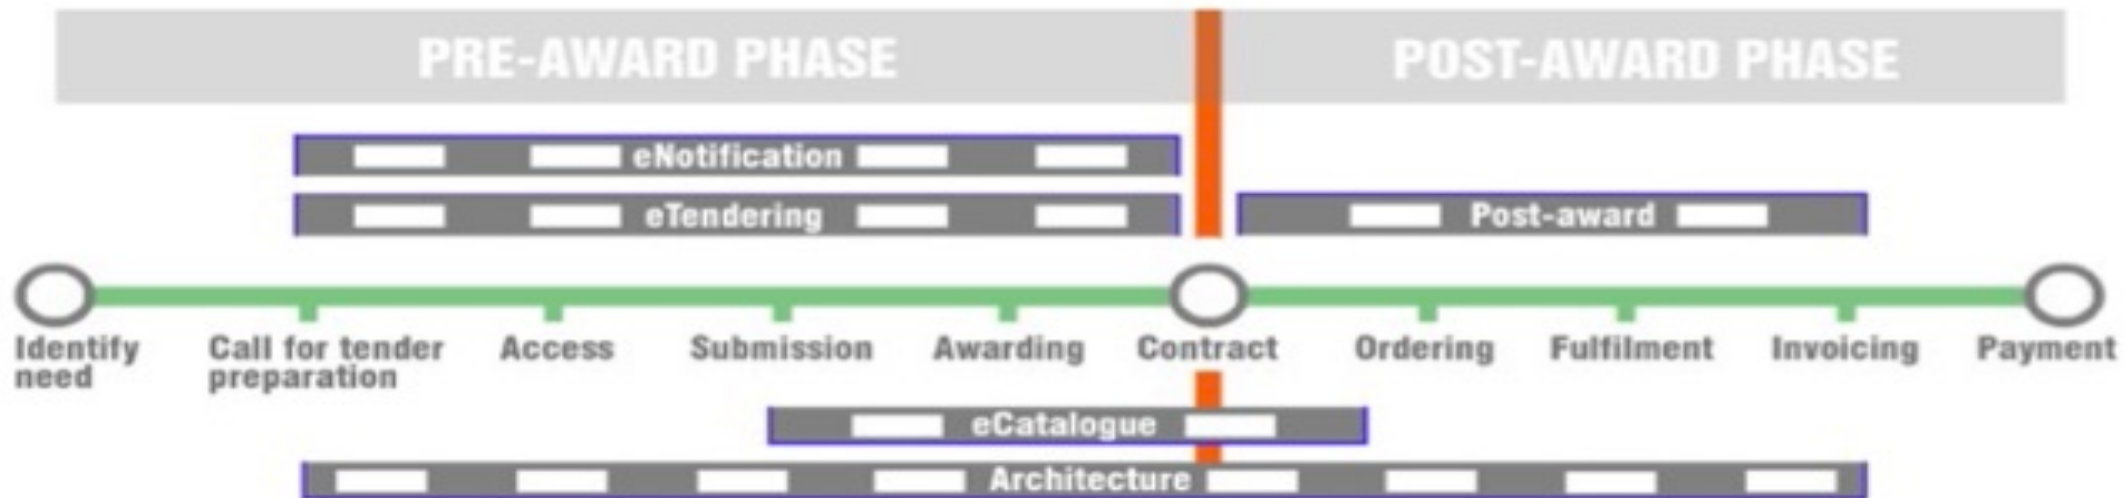 PRE-AWARD PHASE
POST-AWARD PHASE
eNotification
eTendering
Post-award
Identify
need
Call for tender
preparation
Access
Submission
Awarding
Contract
Ordering
Fulfilment
Invoicing
Payment
eCatalogue
Architecture